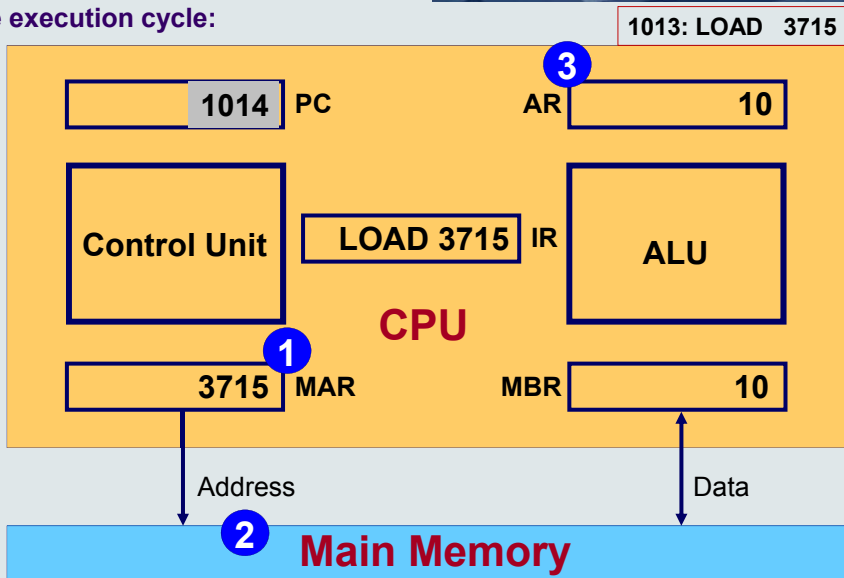 e execution cycle:
1013: LOAD 3715
3
1014 PC
AR 10
Control Unit
LOAD 3715 IR
ALU
CPU
1
3715 MAR
MBR 10
Address
Data
2
Main Memory